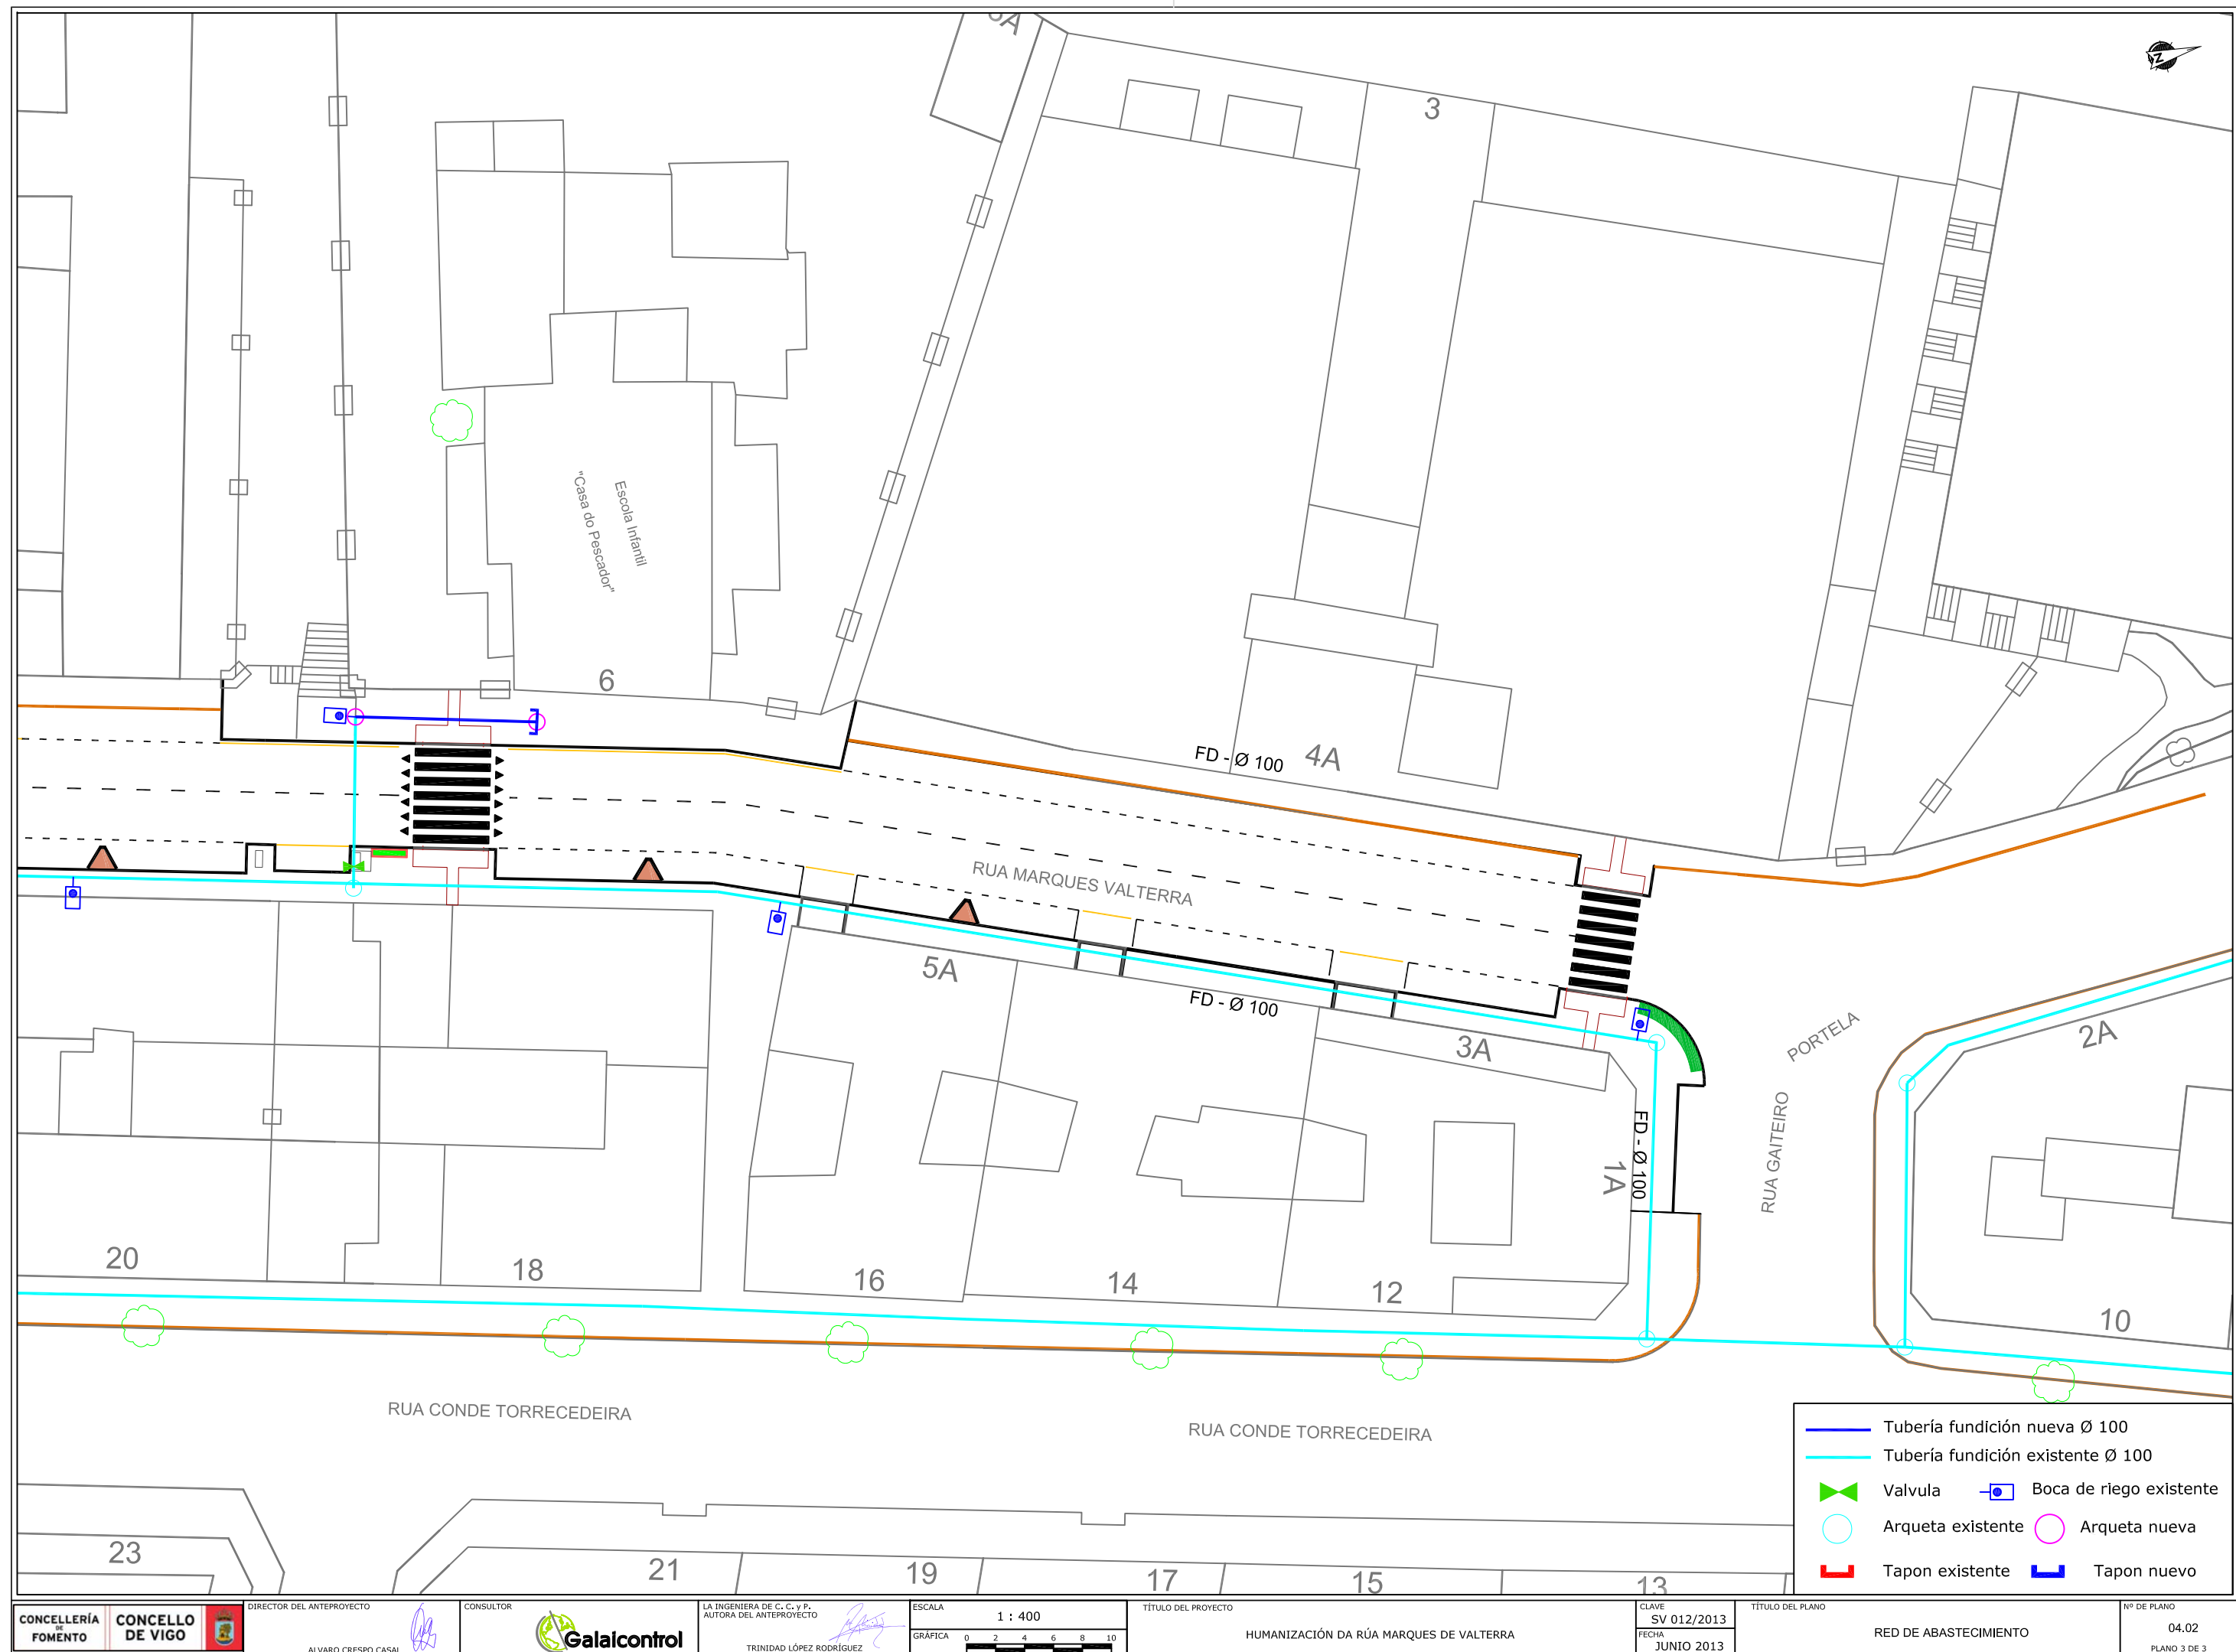 3
Escola Infantil
"Casa do Pescador"
6
FD - Ø 100
4A
RUA MARQUES VALTERRA
5A
FD - Ø 100
3A
PORTELA
2A
FD - Ø 100
1A
RUA GAITEIRO
20
18
16
14
12
10
RUA CONDE TORRECEDEIRA
RUA CONDE TORRECEDEIRA
23
21
19
17
15
13
Tubería fundición nueva Ø 100
Tubería fundición existente Ø 100
Valvula
Boca de riego existente
Arqueta existente
Arqueta nueva
Tapon existente
Tapon nuevo
CONCELLERÍA
DE
FOMENTO
CONCELLO
DE VIGO
DIRECTOR DEL ANTEPROYECTO
ALVARO CRESPO CASAL
CONSULTOR
Galaicontrol
LA INGENIERA DE C. C. y P.
AUTORA DEL ANTEPROYECTO
TRINIDAD LÓPEZ RODRÍGUEZ
ESCALA
1 : 400
GRÁFICA 0 2 4 6 8 10
TÍTULO DEL PROYECTO
HUMANIZACIÓN DA RÚA MARQUES DE VALTERRA
CLAVE
SV 012/2013
FECHA
JUNIO 2013
TÍTULO DEL PLANO
RED DE ABASTECIMIENTO
Nº DE PLANO
04.02
PLANO 3 DE 3